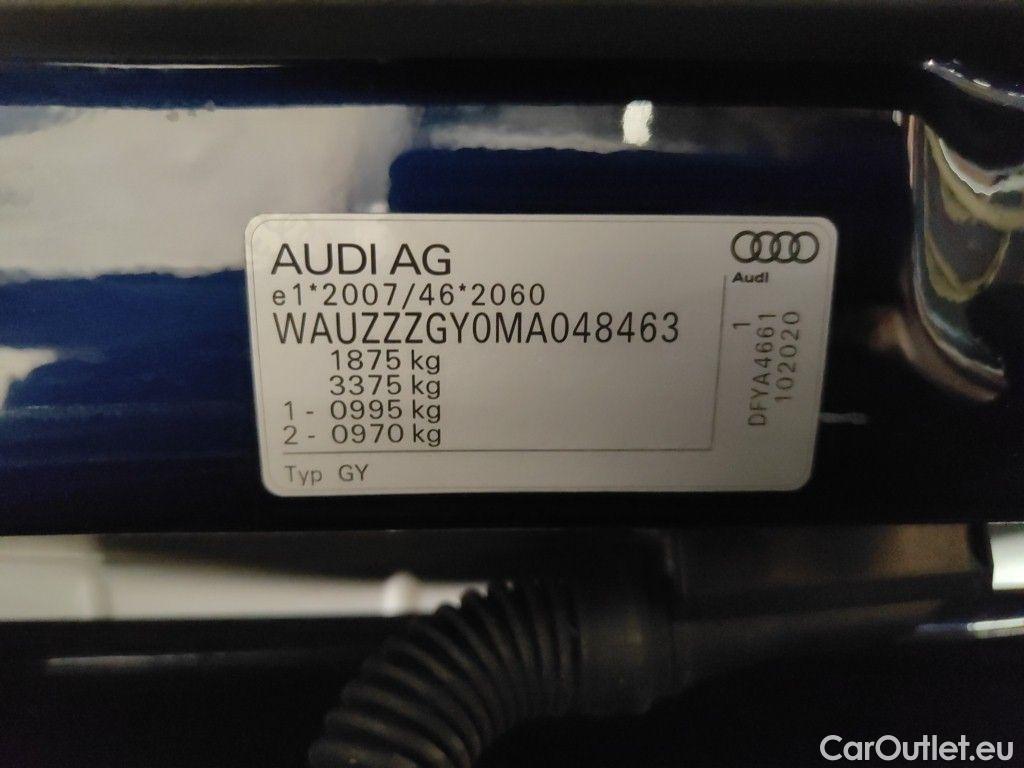 AUDI AG
e1*2007/46*2060
WAUZZZGY0MA048463
1875 kg
3375 kg
1 - 0995 kg
2 - 0970 kg
Typ GY
Audi
1
DFYA4661
102020
CarOutlet.eu